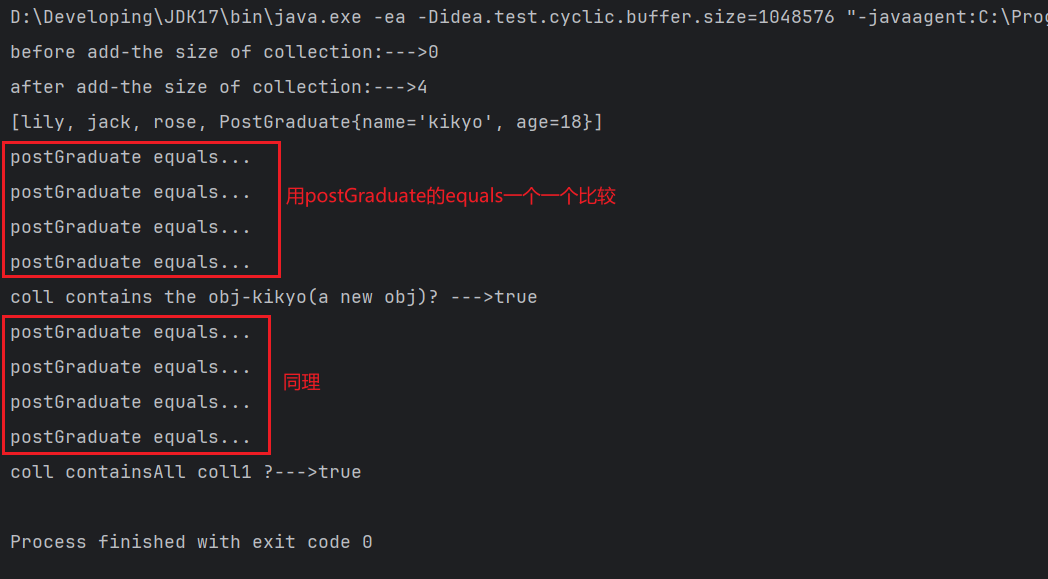 D:\Developing\JDK17\bin\java.exe -ea -Didea.test.cyclic.buffer.size=1048576 "-javaagent:C:\Prog
before add-the size of collection:--->0
after add-the size of collection:--->4
[lily, jack, rose, PostGraduate{name='kikyo', age=18}]
postGraduate equals...
postGraduate equals...
用postGraduate的equals一个一个比较
postGraduate equals...
postGraduate equals...
coll contains the obj-kikyo(a new obj)? --->true
postGraduate equals...
postGraduate equals...
同理
postGraduate equals...
postGraduate equals...
coll containsAll coll1 ?--->true
Process finished with exit code 0